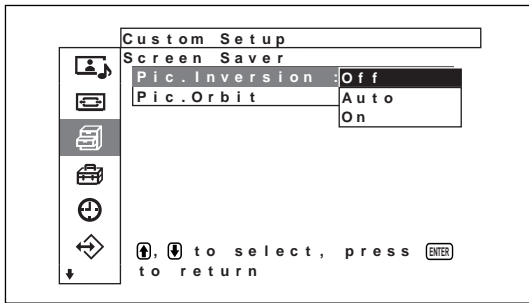 Custom Setup
Screen Saver
Pic.Inversion :Off
Pic.Orbit Auto
On
, to select, press ENTER
to return